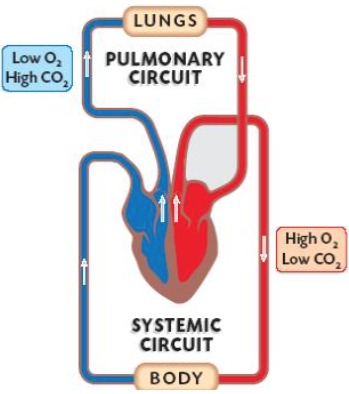 LUNGS
Low O₂
High CO₂
PULMONARY
CIRCUIT
High O₂
Low CO₂
SYSTEMIC
CIRCUIT
BODY